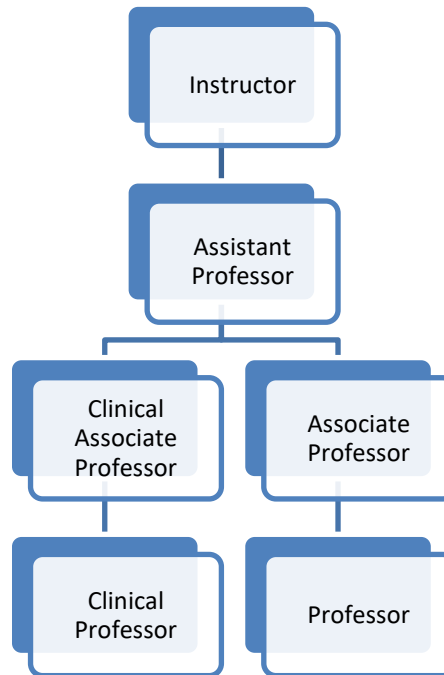 Instructor
Assistant
Professor
Clinical
Associate
Professor
Associate
Professor
Clinical
Professor
Professor